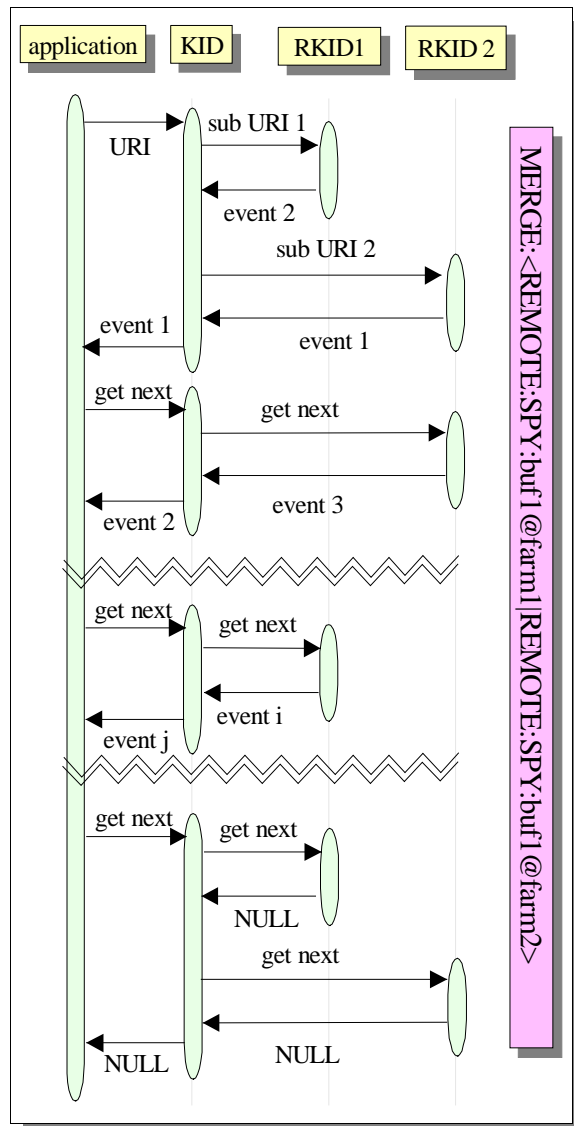 application KID RKID1 RKID 2
URI
sub URI 1
event 2
sub URI 2
event 1
event 1
get next
get next
event 3
event 2
get next
get next
event i
event j
get next
get next
NULL
get next
NULL
NULL
MERGE:<REMOTE:SPY:buf1@farm1|REMOTE:SPY:buf1@farm2>